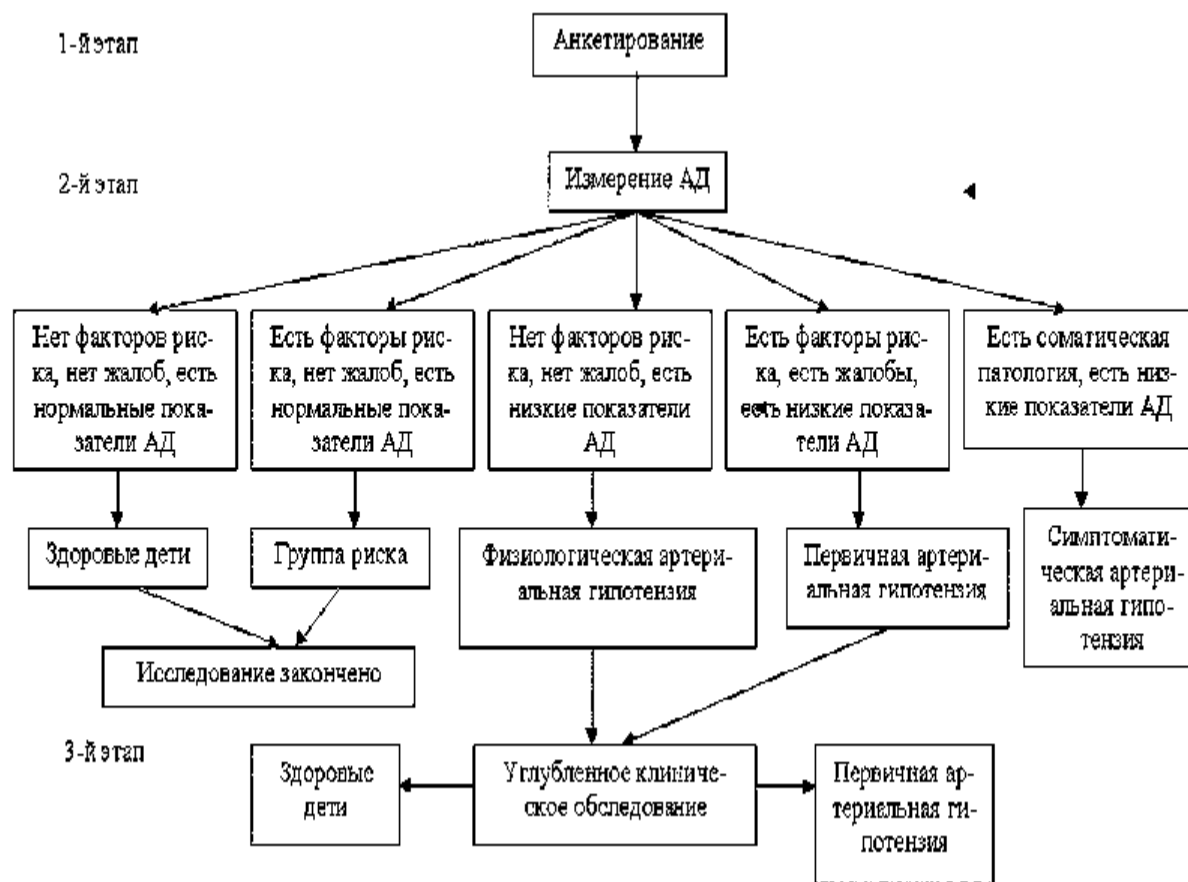 1-й этап
Анкетирование
2-й этап
Измерение АД
Нет факторов рис-
ка, нет жалоб, есть
нормальные пока-
затели АД
Есть факторы рис-
ка, нет жалоб, есть
нормальные пока-
затели АД
Нет факторов рис-
ка, нет жалоб, есть
низкие показатели
АД
Есть факторы рис-
ка, есть жалобы,
есть низкие показа-
тели АД
Есть соматическая
патология, есть низ-
кие показатели АД
Здоровые дети
Группа риска
Физиологическая артери-
альная гипотензия
Первичная артери-
альная гипотензия
Симптомати-
ческая артери-
альная гипо-
тензия
Исследование закончено
3-й этап
Здоровые
дети
Углубленное клиниче-
ское обследование
Первичная ар-
териальная ги-
потензия